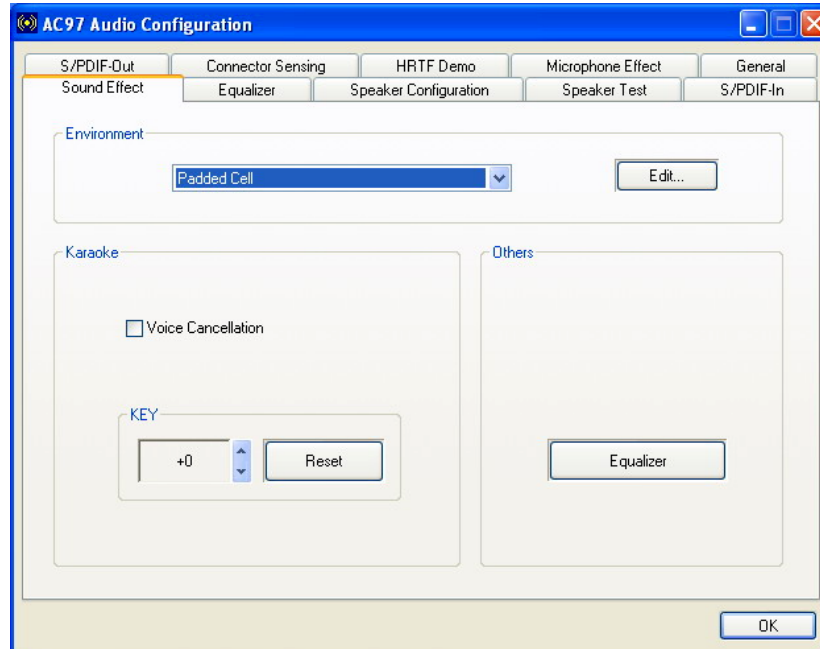 AC97 Audio Configuration
S/PDIF-Out Connector Sensing HRTF Demo Microphone Effect General
Sound Effect Equalizer Speaker Configuration Speaker Test S/PDIF-In
Environment
Padded Cell Edit...
Karaoke Others
Voice Cancellation
KEY
+0 Reset Equalizer
OK